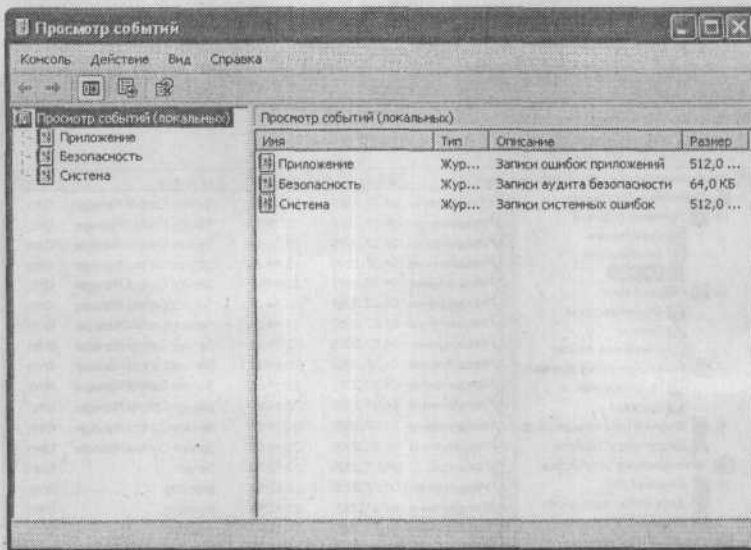 Просмотр событий
Консоль Действие Вид Справка
Просмотр событий (локальных)
Приложение
Безопасность
Система
Просмотр событий (локальных)
Имя Тип Описание Размер
Приложение Жур... Записи ошибок приложений 512,0 ...
Безопасность Жур... Записи аудита безопасности 64,0 КБ
Система Жур... Записи системных ошибок 512,0 ...